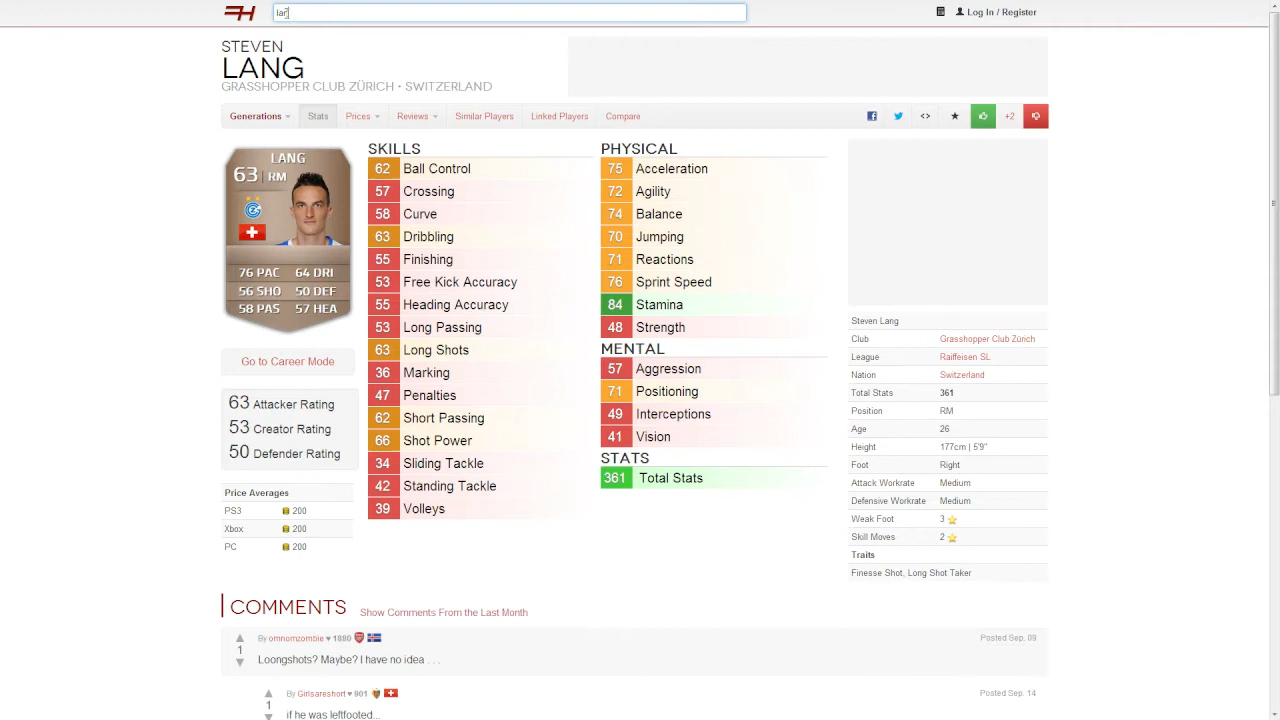 lar
Log In / Register
STEVEN
LANG
GRASSHOPPER CLUB ZÜRICH • SWITZERLAND
Generations Stats Prices Reviews Similar Players Linked Players Compare +2
LANG
63 RM
76 PAC 64 DRI
56 SHO 50 DEF
58 PAS 57 HEA
Go to Career Mode
63 Attacker Rating
53 Creator Rating
50 Defender Rating
Price Averages
PS3 200
Xbox 200
PC 200
SKILLS
62 Ball Control
57 Crossing
58 Curve
63 Dribbling
55 Finishing
53 Free Kick Accuracy
55 Heading Accuracy
53 Long Passing
63 Long Shots
36 Marking
47 Penalties
62 Short Passing
66 Shot Power
34 Sliding Tackle
42 Standing Tackle
39 Volleys
PHYSICAL
75 Acceleration
72 Agility
74 Balance
70 Jumping
71 Reactions
76 Sprint Speed
84 Stamina
48 Strength
MENTAL
57 Aggression
71 Positioning
49 Interceptions
41 Vision
STATS
361 Total Stats
Steven Lang
Club Grasshopper Club Zürich
League Raiffeisen SL
Nation Switzerland
Total Stats 361
Position RM
Age 26
Height 177cm | 5'9"
Foot Right
Attack Workrate Medium
Defensive Workrate Medium
Weak Foot 3
Skill Moves 2
Traits
Finesse Shot, Long Shot Taker
COMMENTS Show Comments From the Last Month
1
By omnomzombie ♥ 1880 Posted Sep. 09
Loongshots? Maybe? I have no idea . . .
1
By Girlsareshort ♥ 901 Posted Sep. 14
if he was leftfooted...